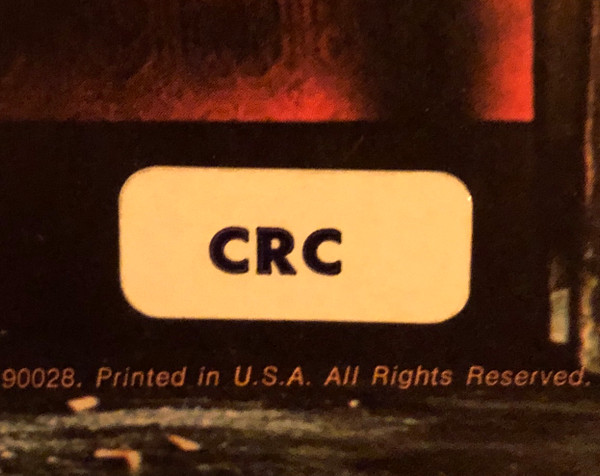 CRC
90028. Printed in U.S.A. All Rights Reserved.